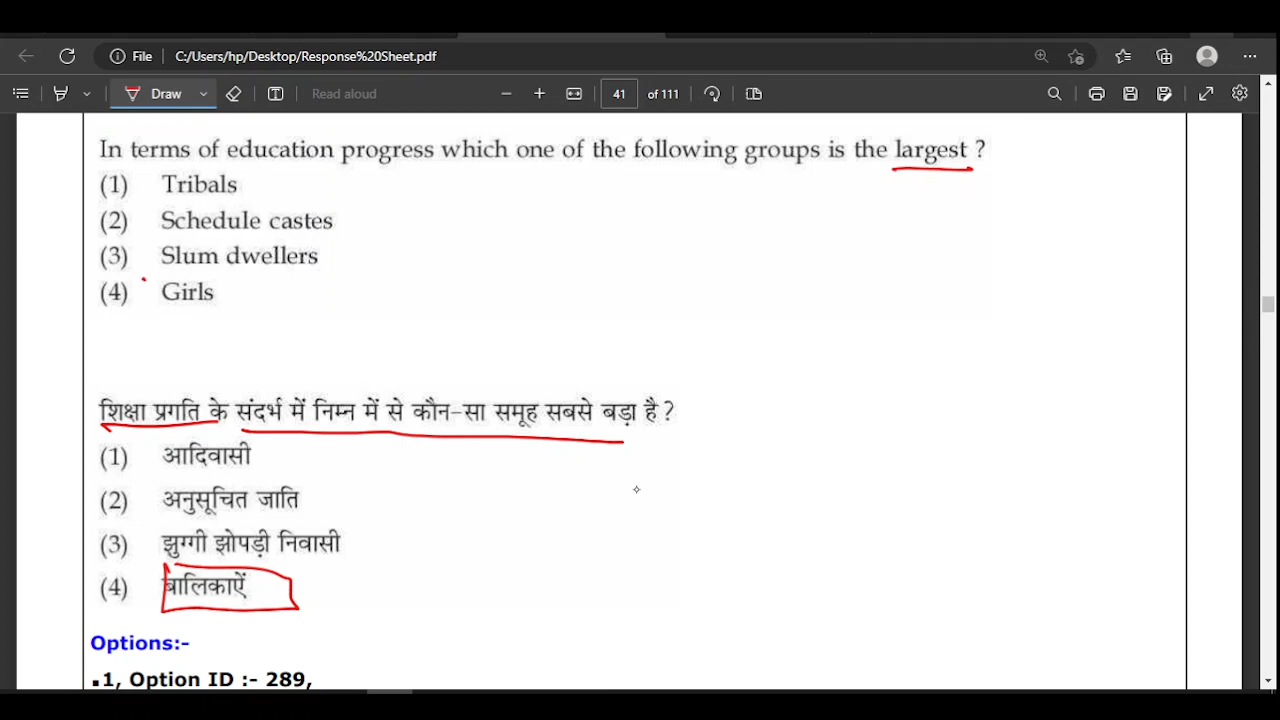 File
C:/Users/hp/Desktop/Response%20Sheet.pdf
Draw
Read aloud
41
of 111
In terms of education progress which one of the following groups is the largest ?
(1) Tribals
(2) Schedule castes
(3) Slum dwellers
(4) Girls
शिक्षा प्रगति के संदर्भ में निम्न में से कौन-सा समूह सबसे बड़ा है ?
(1) आदिवासी
(2) अनुसूचित जाति
(3) झुग्गी झोपड़ी निवासी
(4) बालिकाऐं
Options:-
1, Option ID :- 289,